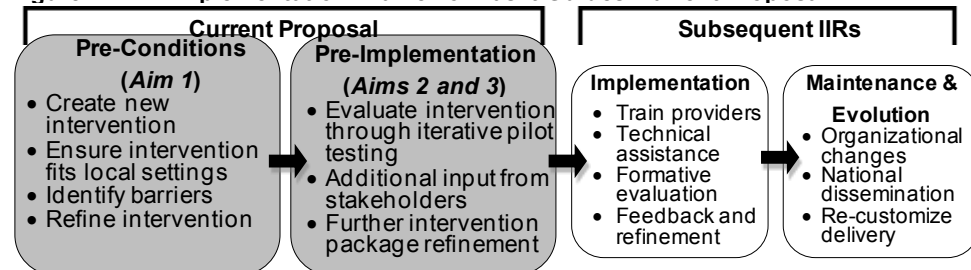 Current Proposal
Subsequent IIRs
Pre-Conditions
(Aim 1)
• Create new
intervention
• Ensure intervention
fits local settings
• Identify barriers
• Refine intervention
Pre-Implementation
(Aims 2 and 3)
• Evaluate intervention
through iterative pilot
testing
• Additional input from
stakeholders
• Further intervention
package refinement
Implementation
• Train providers
• Technical
assistance
• Formative
evaluation
• Feedback and
refinement
Maintenance &
Evolution
• Organizational
changes
• National
dissemination
• Re-customize
delivery